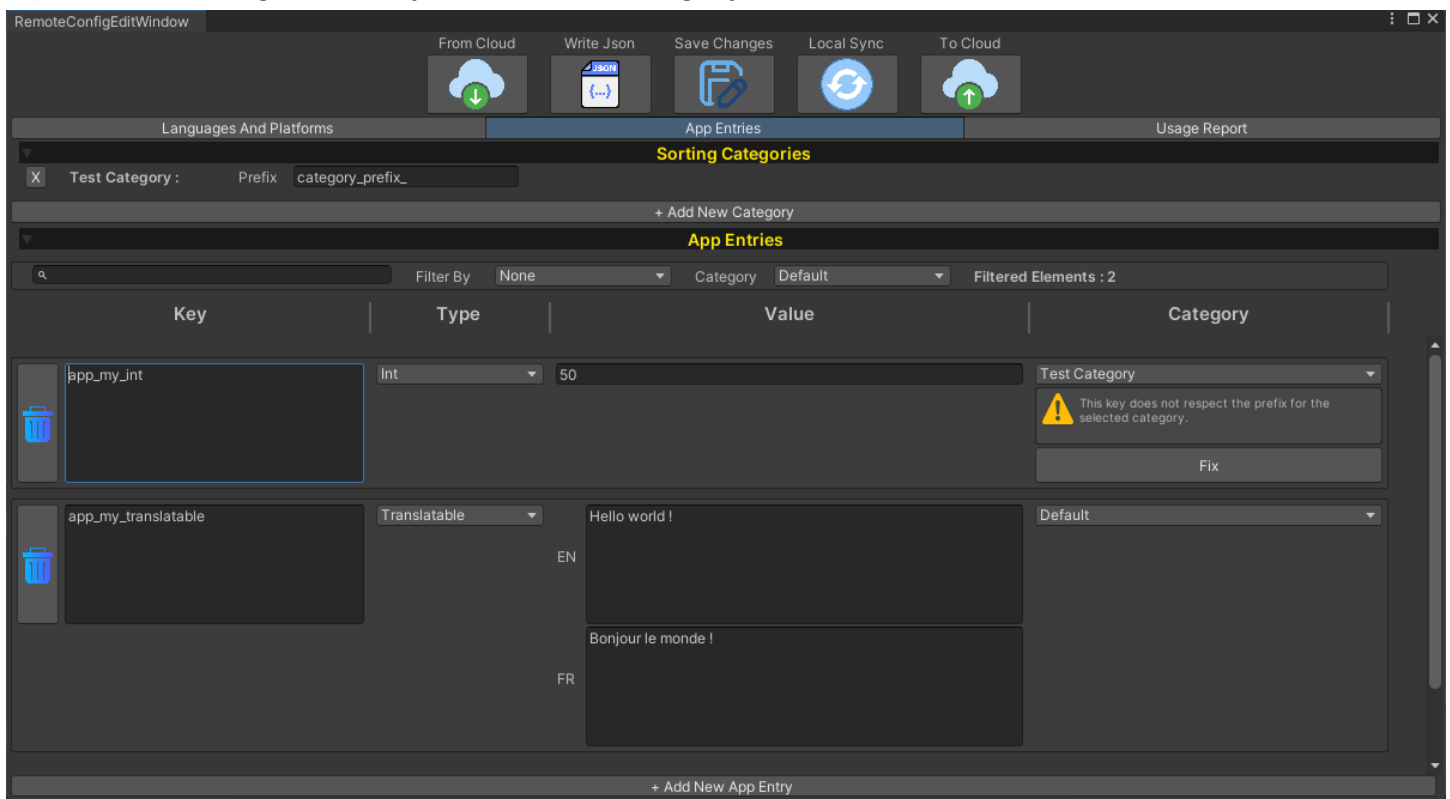 RemoteConfigEditWindow
From Cloud Write Json Save Changes Local Sync To Cloud
JSON
{...}
Languages And Platforms App Entries Usage Report
Sorting Categories
X Test Category : Prefix category_prefix_
+ Add New Category
App Entries
Filter By None Category Default Filtered Elements : 2
Key Type Value Category
app_my_int Int 50 Test Category
This key does not respect the prefix for the
selected category.
Fix
app_my_translatable Translatable Hello world ! Default
EN
Bonjour le monde !
FR
+ Add New App Entry